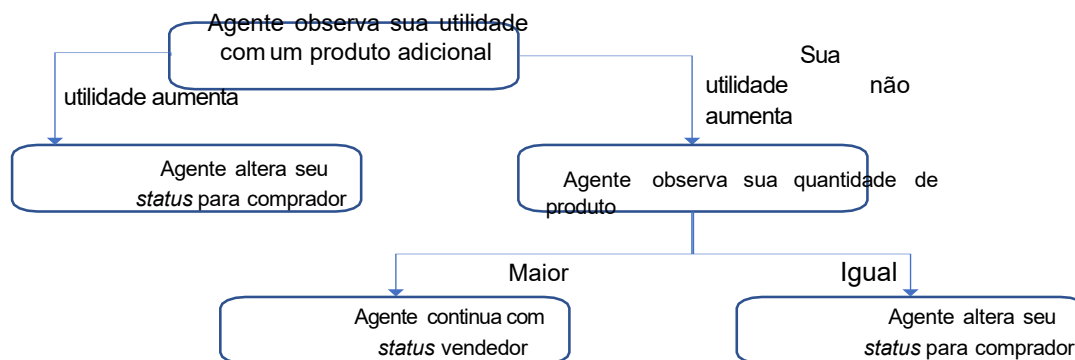 Agente observa sua utilidade
com um produto adicional
utilidade aumenta
Sua
utilidade não
aumenta
Agente altera seu
status para comprador
Agente observa sua quantidade de
produto
Maior
Igual
Agente continua com
status vendedor
Agente altera seu
status para comprador